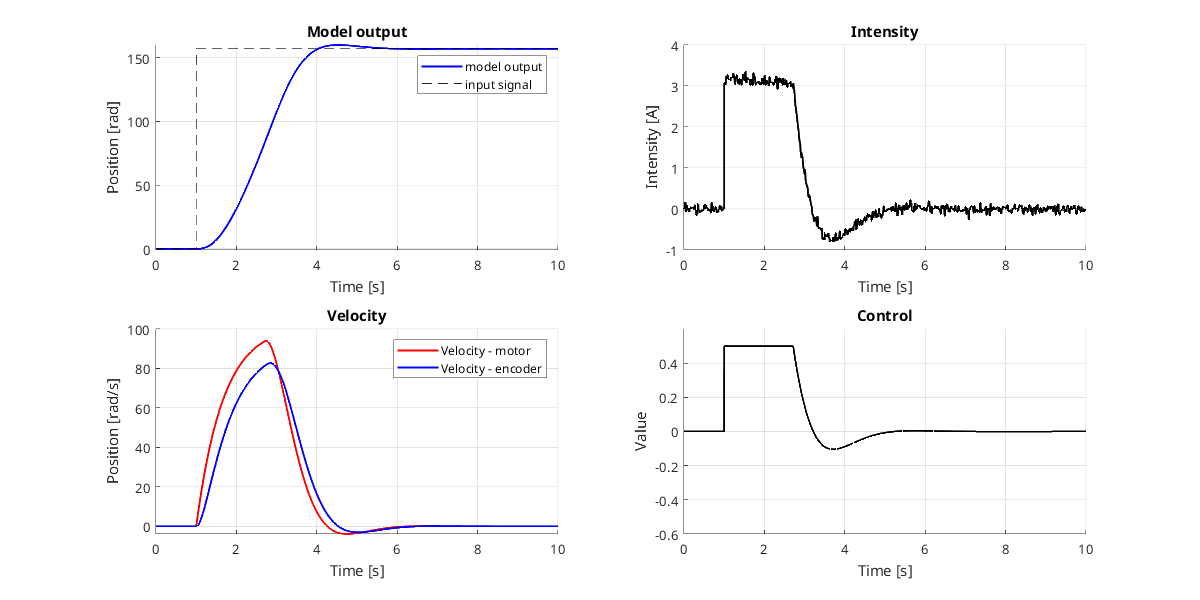 Model output
150
100
50
0
Position [rad]
model output
input signal
0 2 4 6 8 10
Time [s]
Intensity
4
3
2
1
0
-1
Intensity [A]
0 2 4 6 8 10
Time [s]
Velocity
100
80
60
40
20
0
Position [rad/s]
Velocity - motor
Velocity - encoder
0 2 4 6 8 10
Time [s]
Control
0.4
0.2
0
-0.2
-0.4
-0.6
Value
0 2 4 6 8 10
Time [s]